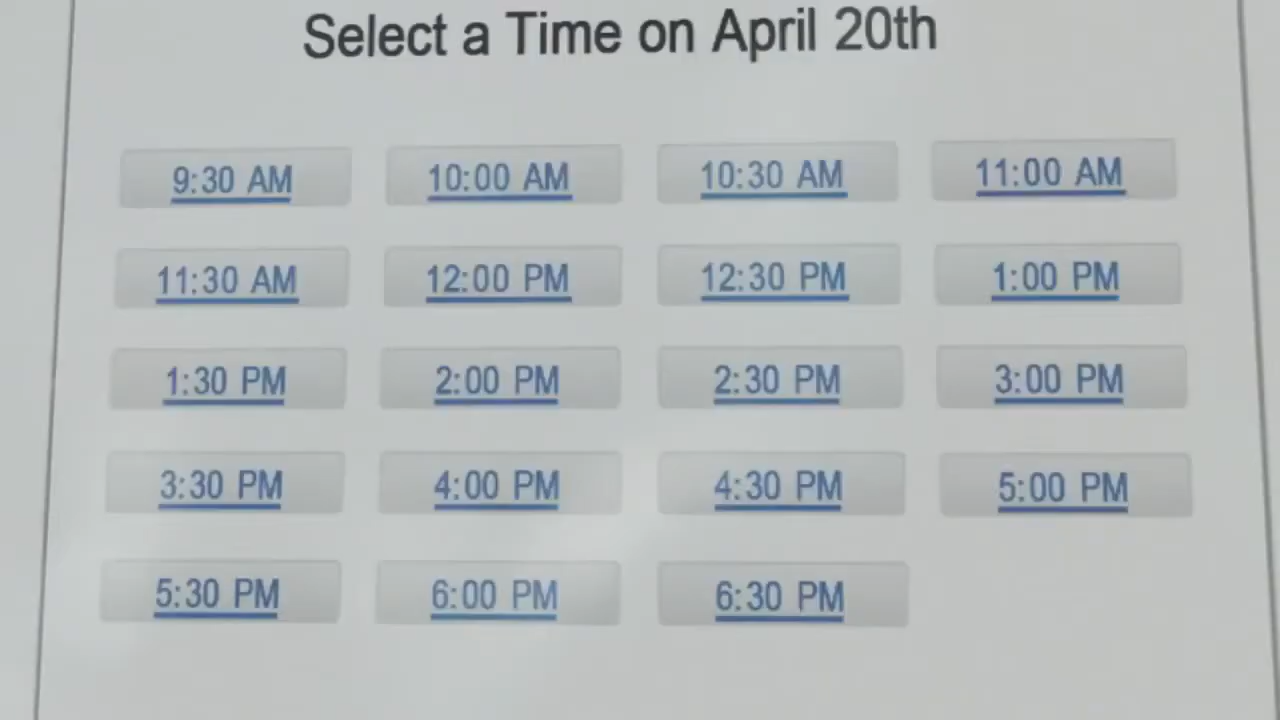 Select a Time on April 20th
9:30 AM 10:00 AM 10:30 AM 11:00 AM
11:30 AM 12:00 PM 12:30 PM 1:00 PM
1:30 PM 2:00 PM 2:30 PM 3:00 PM
3:30 PM 4:00 PM 4:30 PM 5:00 PM
5:30 PM 6:00 PM 6:30 PM